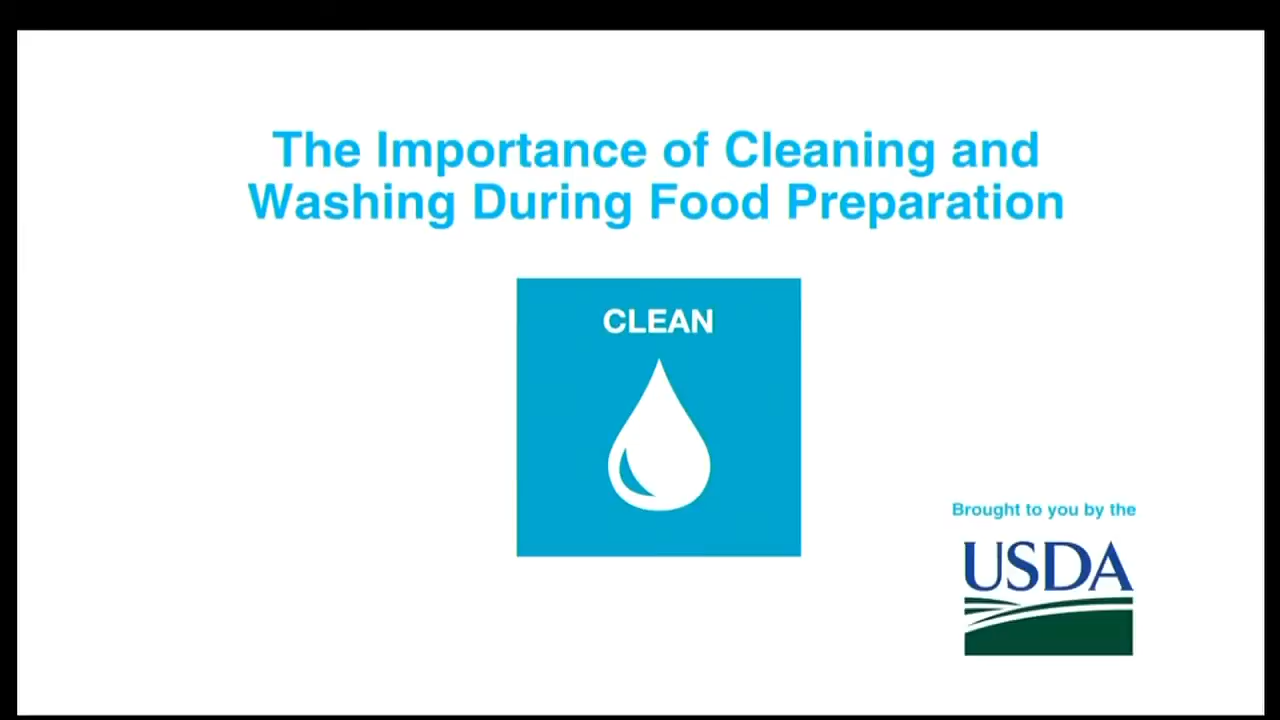 The Importance of Cleaning and
Washing During Food Preparation
CLEAN
Brought to you by the
USDA